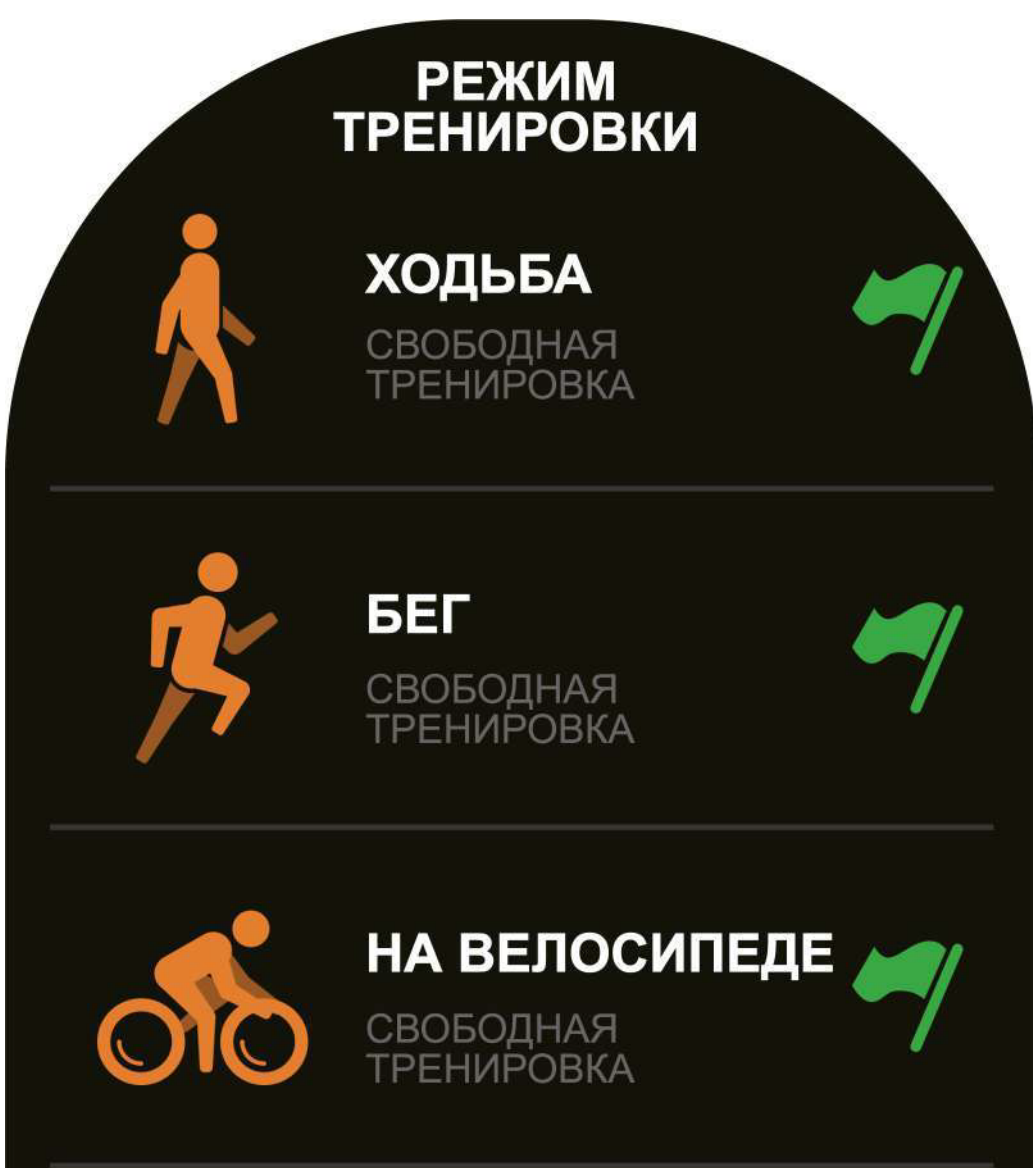 РЕЖИМ
ТРЕНИРОВКИ
ХОДЬБА
СВОБОДНАЯ
ТРЕНИРОВКА
БЕГ
СВОБОДНАЯ
ТРЕНИРОВКА
НА ВЕЛОСИПЕДЕ
СВОБОДНАЯ
ТРЕНИРОВКА